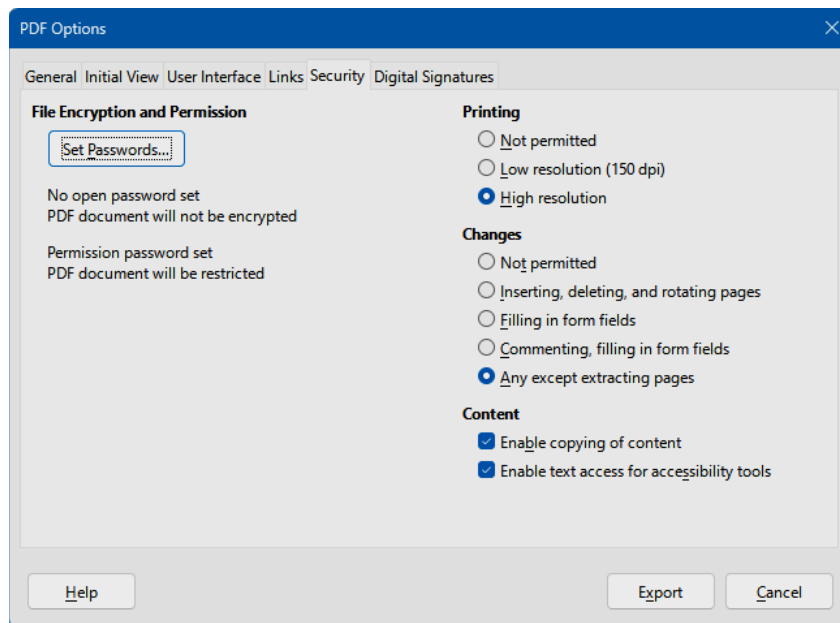 PDF Options
General Initial View User Interface Links Security Digital Signatures
File Encryption and Permission
Set Passwords...
No open password set
PDF document will not be encrypted
Permission password set
PDF document will be restricted
Printing
Not permitted
Low resolution (150 dpi)
High resolution
Changes
Not permitted
Inserting, deleting, and rotating pages
Filling in form fields
Commenting, filling in form fields
Any except extracting pages
Content
Enable copying of content
Enable text access for accessibility tools
Help
Export
Cancel